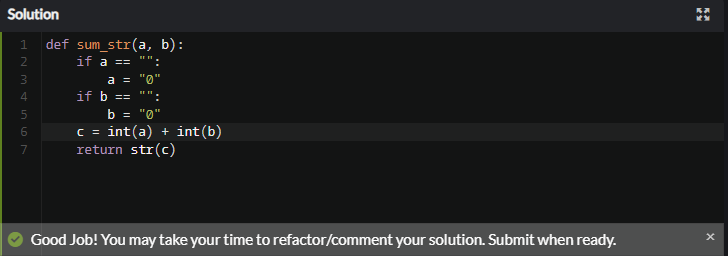 Solution
1 def sum_str(a, b):
2     if a == "":
3         a = "0"
4     if b == "":
5         b = "0"
6     c = int(a) + int(b)
7     return str(c)
Good Job! You may take your time to refactor/comment your solution. Submit when ready.